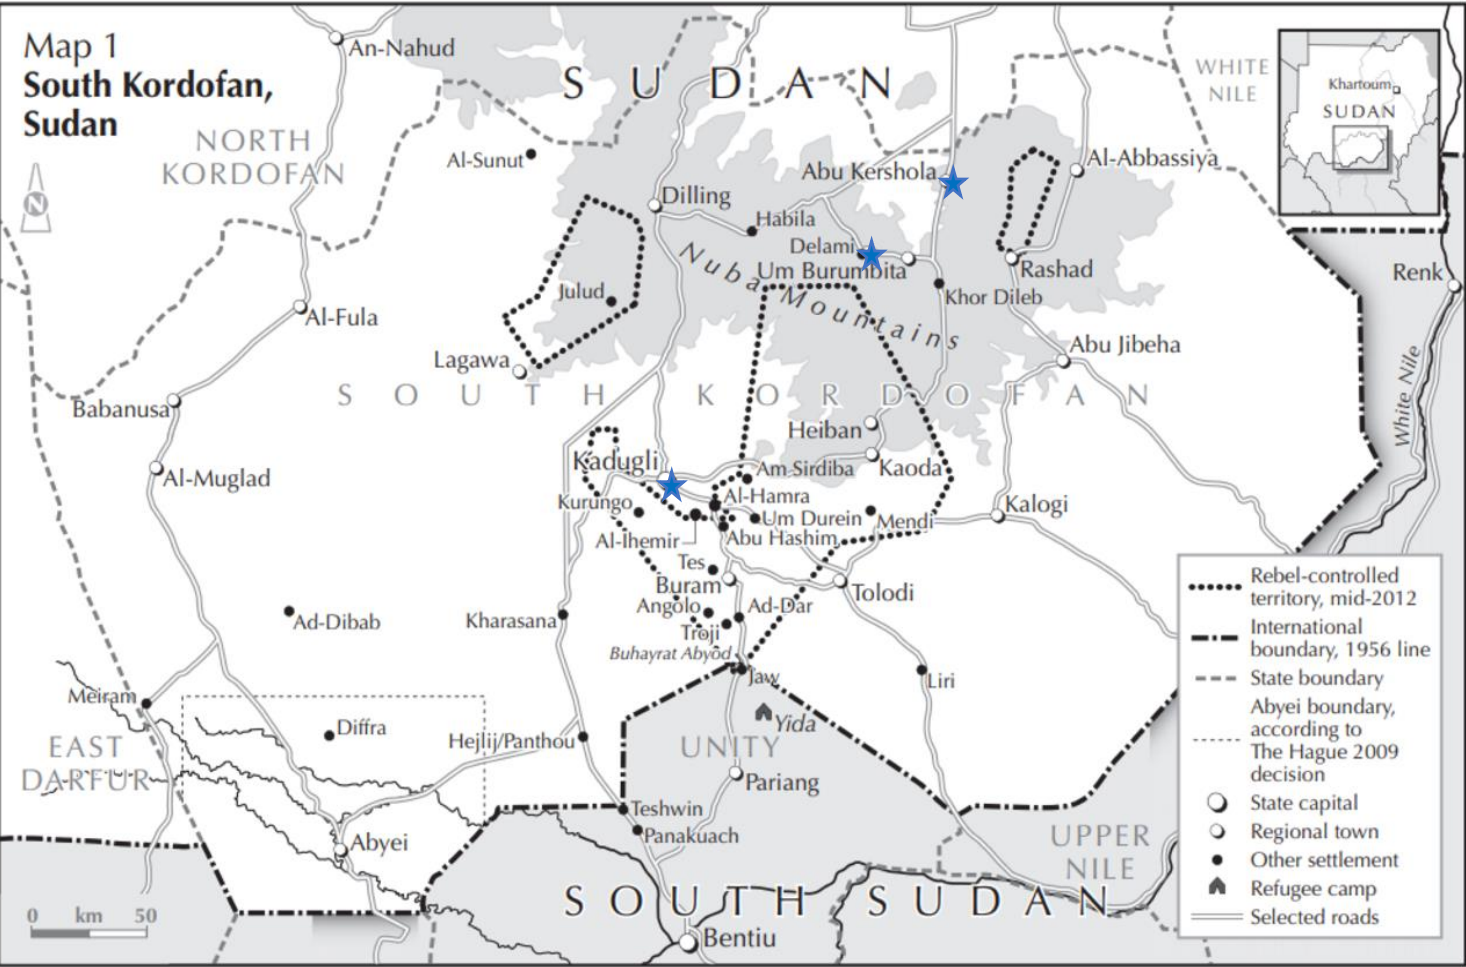 Map 1
South Kordofan,
Sudan
An-Nahud
SUDAN
WHITE
NILE
Khartoum
SUDAN
NORTH
KORDOFAN
N
Al-Sunut
Abu Kershola
Al-Abbassiya
Dilling
Habila
Delami
Um Burumbita
Nuba Mountains
Rashad
Renk
Julud
Khor Dileb
Al-Fula
Abu Jibeha
Lagawa
White Nile
SOUTH KORDOFAN
Babanusa
Heiban
Kadugli
Am Sirdiba
Kaoda
Al-Muglad
Al-Hamra
Kurungo
Um Durein
Mendi
Kalogi
Al-Ihemir
Abu Hashim
Tes
Buram
Tolodi
Angolo
Ad-Dar
Ad-Dibab
Kharasana
Troji
Buhayrat Abyod
Jaw
Liri
Meiram
Diffra
Yida
EAST
DARFUR
Hejlij/Panthou
UNITY
Pariang
Teshwin
Panakuach
Abyei
UPPER
NILE
SOUTH SUDAN
Bentiu
0 km 50
Rebel-controlled
territory, mid-2012
International
boundary, 1956 line
State boundary
Abyei boundary,
according to
The Hague 2009
decision
State capital
Regional town
Other settlement
Refugee camp
Selected roads